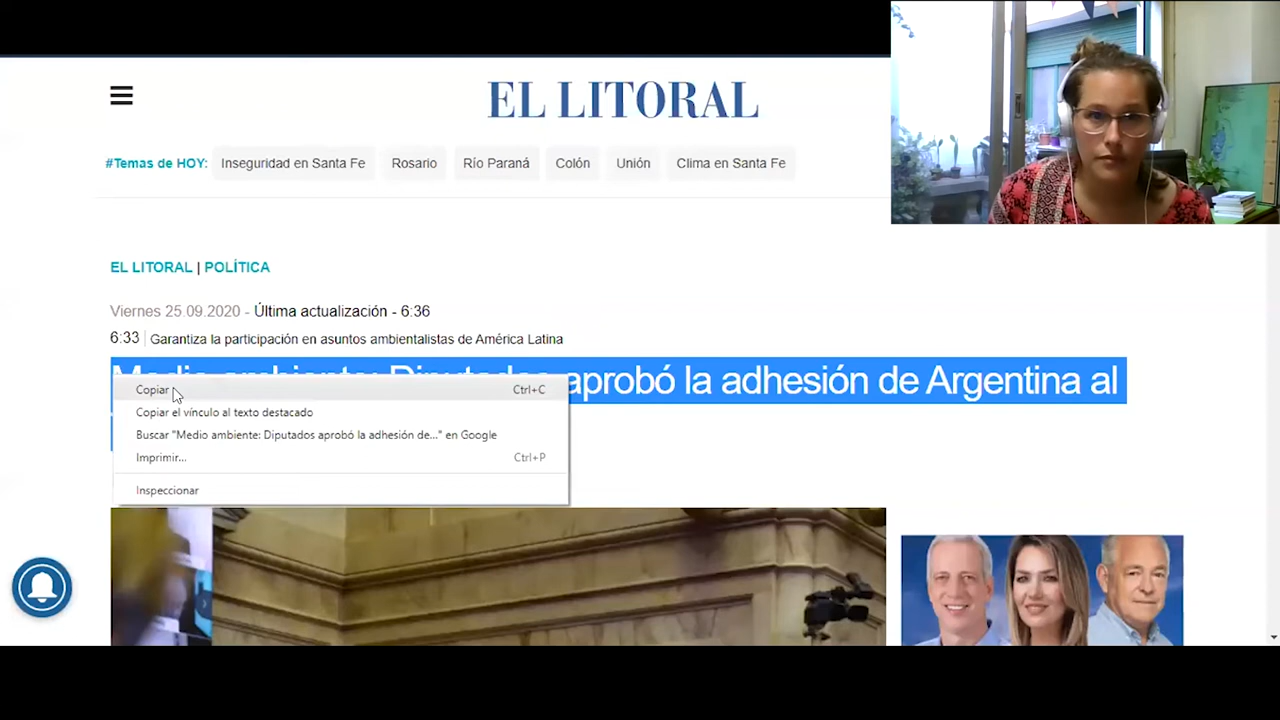 EL LITORAL
#Temas de HOY: Inseguridad en Santa Fe Rosario Río Paraná Colón Unión Clima en Santa Fe
EL LITORAL | POLÍTICA
Viernes 25.09.2020 - Última actualización - 6:36
6:33 Garantiza la participación en asuntos ambientalistas de América Latina
Medio ambiente: Diputados aprobó la adhesión de Argentina al
Copiar Ctrl+C
Copiar el vínculo al texto destacado
Buscar "Medio ambiente: Diputados aprobó la adhesión de..." en Google
Imprimir... Ctrl+P
Inspeccionar